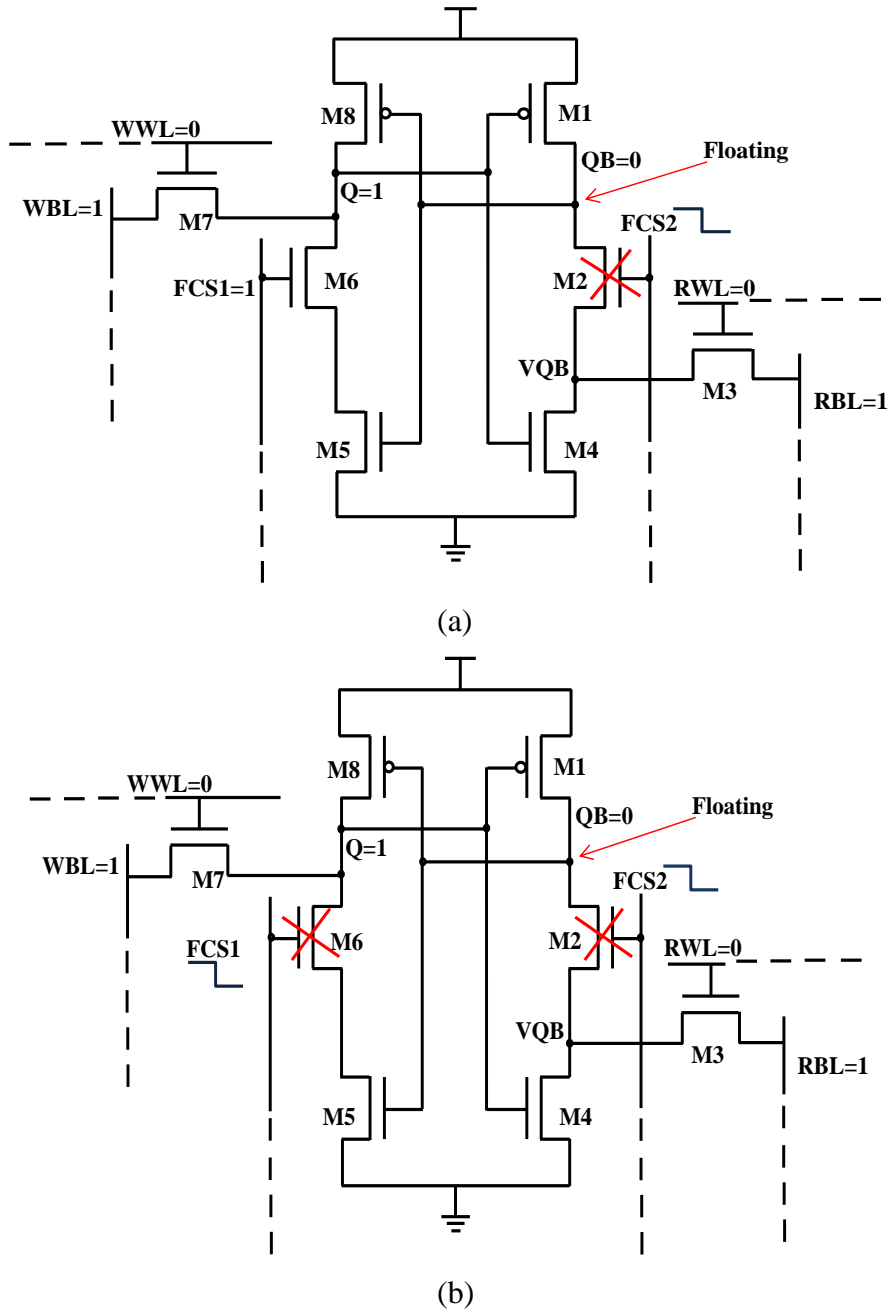 M8
M1
WWL=0
Floating
QB=0
Q=1
WBL=1
M7
FCS2
M6
M2
FCS1=1
RWL=0
VQB
M3
RBL=1
M5
M4
(a)
M8
M1
WWL=0
Floating
QB=0
Q=1
WBL=1
M7
FCS2
M6
M2
FCS1
RWL=0
VQB
M3
RBL=1
M5
M4
(b)